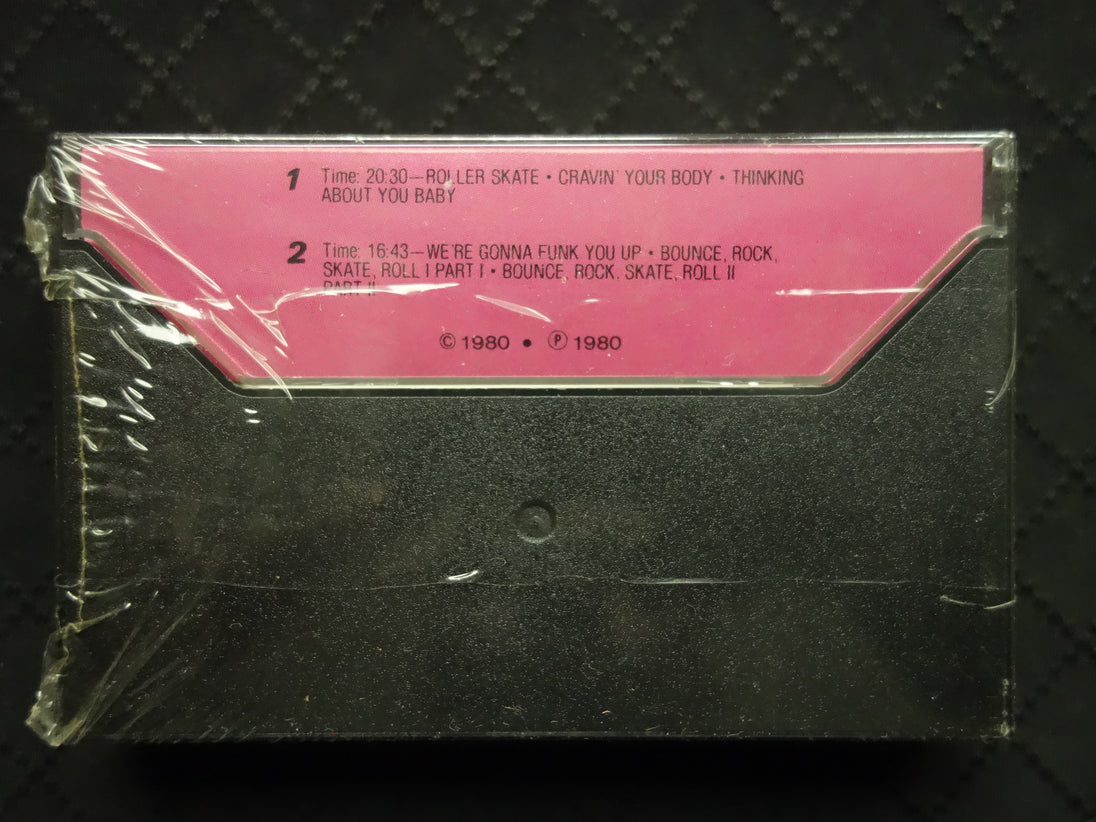 1 Time: 20:30—ROLLER SKATE • CRAVIN' YOUR BODY • THINKING
ABOUT YOU BABY
2 Time: 16:43—WE'RE GONNA FUNK YOU UP • BOUNCE, ROCK,
SKATE, ROLL I PART I • BOUNCE, ROCK, SKATE, ROLL II
PART II
© 1980 • ℗ 1980